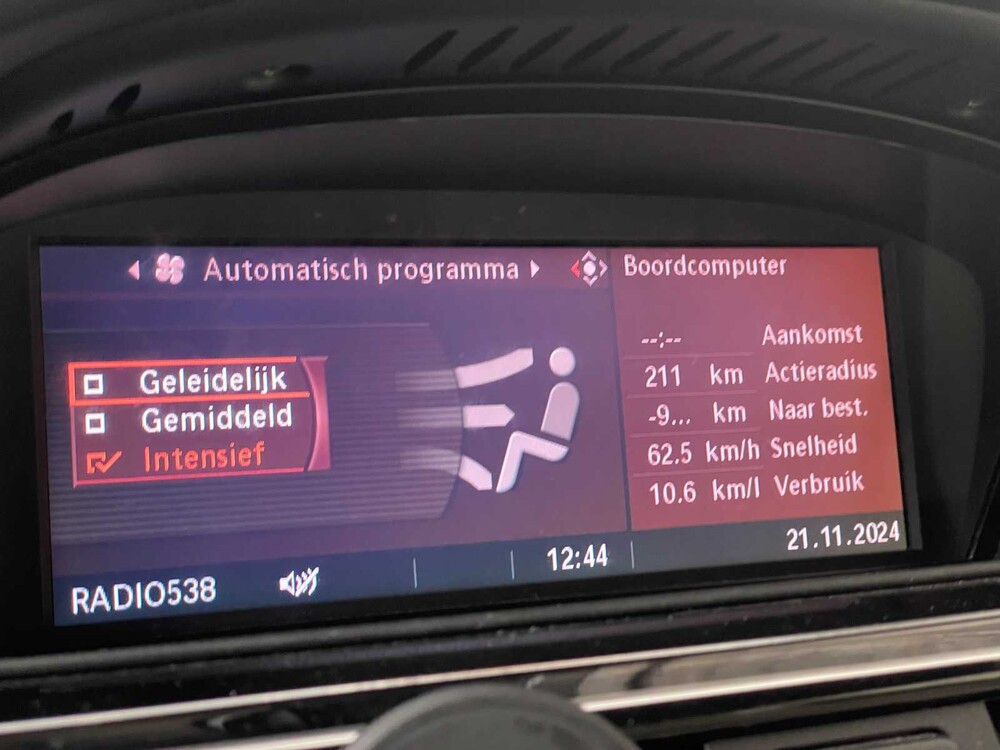 Automatisch programma
Geleidelijk
Gemiddeld
Intensief
Boordcomputer
--:-- Aankomst
211 km Actieradius
-9... km Naar best.
62.5 km/h Snelheid
10.6 km/l Verbruik
21.11.2024
RADIO538 12:44